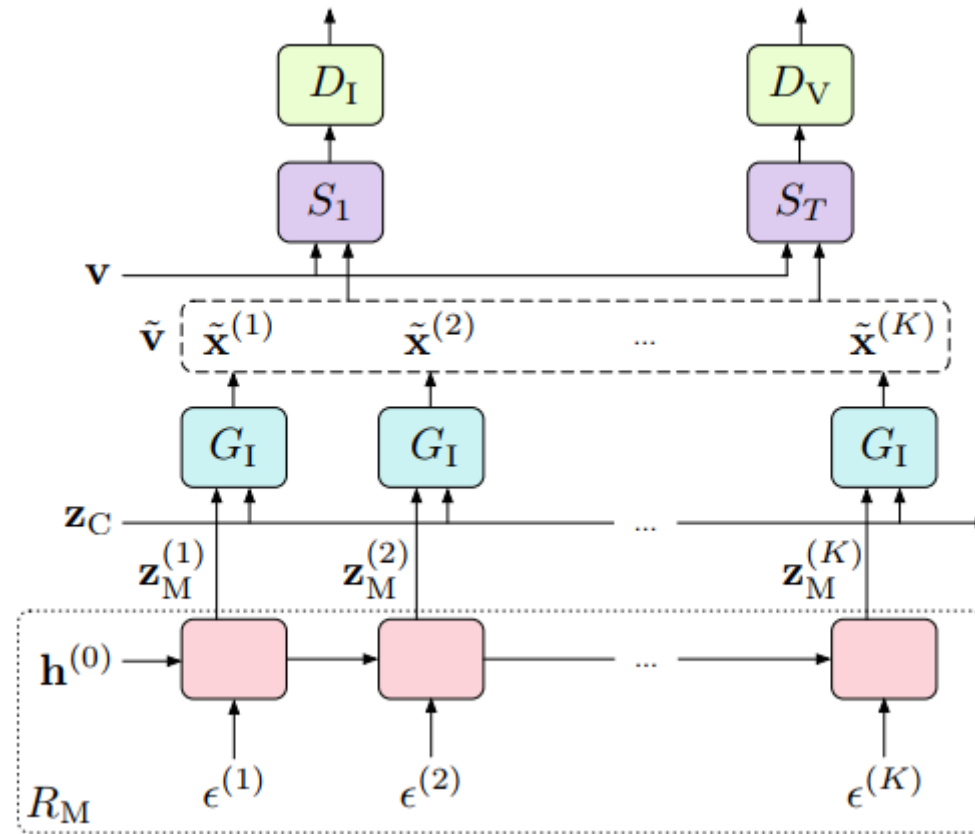 D_I D_V
S_1 S_T
v
ṽ x̃^(1) x̃^(2) ... x̃^(K)
G_I G_I G_I
z_C ...
z_M^(1) z_M^(2) z_M^(K)
h^(0) ...
R_M ϵ^(1) ϵ^(2) ϵ^(K)